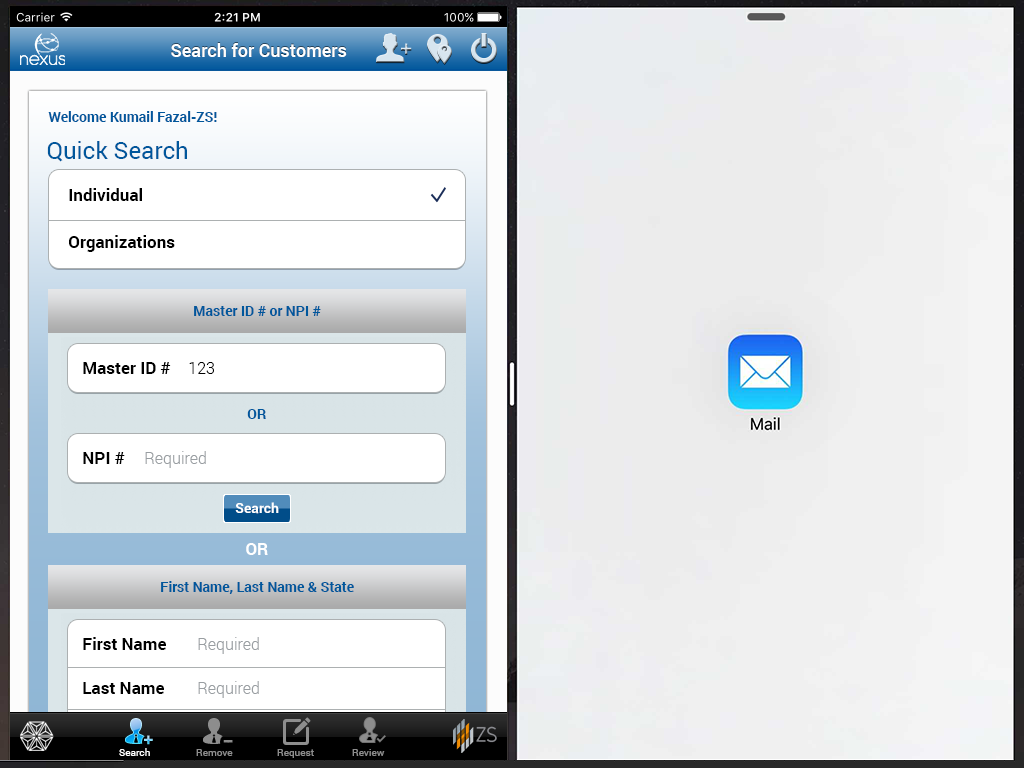 Carrier 2:21 PM 100%
nexus Search for Customers
Welcome Kumail Fazal-ZS!
Quick Search
Individual
Organizations
Master ID # or NPI #
Master ID # 123
OR
NPI # Required
Search
OR
First Name, Last Name & State
First Name Required
Last Name Required
Search Remove Request Review ZS
Mail